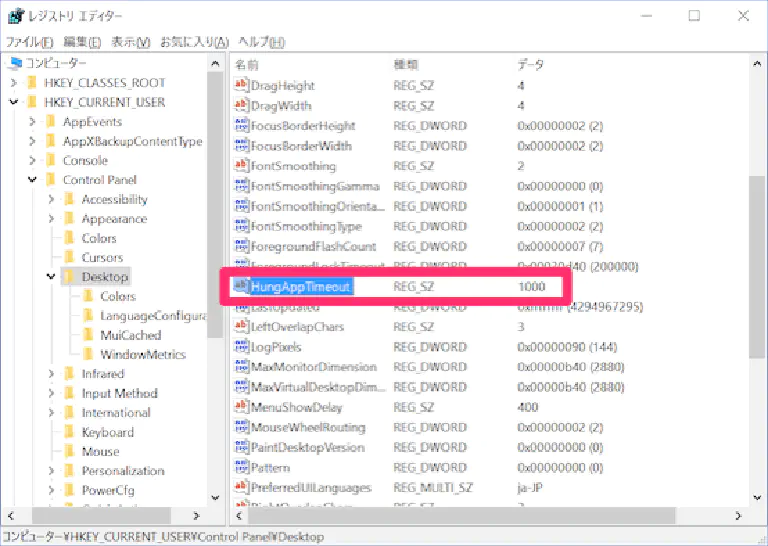 レジストリ エディター
ファイル(F) 編集(E) 表示(V) お気に入り(A) ヘルプ(H)
コンピューター
HKEY_CLASSES_ROOT
HKEY_CURRENT_USER
AppEvents
AppXBackupContentType
Console
Control Panel
Accessibility
Appearance
Colors
Cursors
Desktop
Colors
LanguageConfigura
MuiCached
WindowMetrics
Infrared
Input Method
International
Keyboard
Mouse
Personalization
PowerCfg
名前 種類 データ
DragHeight REG_SZ 4
DragWidth REG_SZ 4
FocusBorderHeight REG_DWORD 0x00000002 (2)
FocusBorderWidth REG_DWORD 0x00000002 (2)
FontSmoothing REG_SZ 2
FontSmoothingGamma REG_DWORD 0x00000000 (0)
FontSmoothingOrienta... REG_DWORD 0x00000001 (1)
FontSmoothingType REG_DWORD 0x00000002 (2)
ForegroundFlashCount REG_DWORD 0x00000007 (7)
ForegroundLockTimeout REG_DWORD 0x00030d40 (200000)
HungAppTimeout REG_SZ 1000
LastUpdated REG_DWORD 0xffffffff (4294967295)
LeftOverlapChars REG_SZ 3
LogPixels REG_DWORD 0x00000090 (144)
MaxMonitorDimension REG_DWORD 0x00000b40 (2880)
MaxVirtualDesktopDim... REG_DWORD 0x00000b40 (2880)
MenuShowDelay REG_SZ 400
MouseWheelRouting REG_DWORD 0x00000002 (2)
PaintDesktopVersion REG_DWORD 0x00000000 (0)
Pattern REG_DWORD 0x00000000 (0)
PreferredUILanguages REG_MULTI_SZ ja-JP
RightOverlapChars REG_SZ 3
コンピューター¥HKEY_CURRENT_USER¥Control Panel¥Desktop